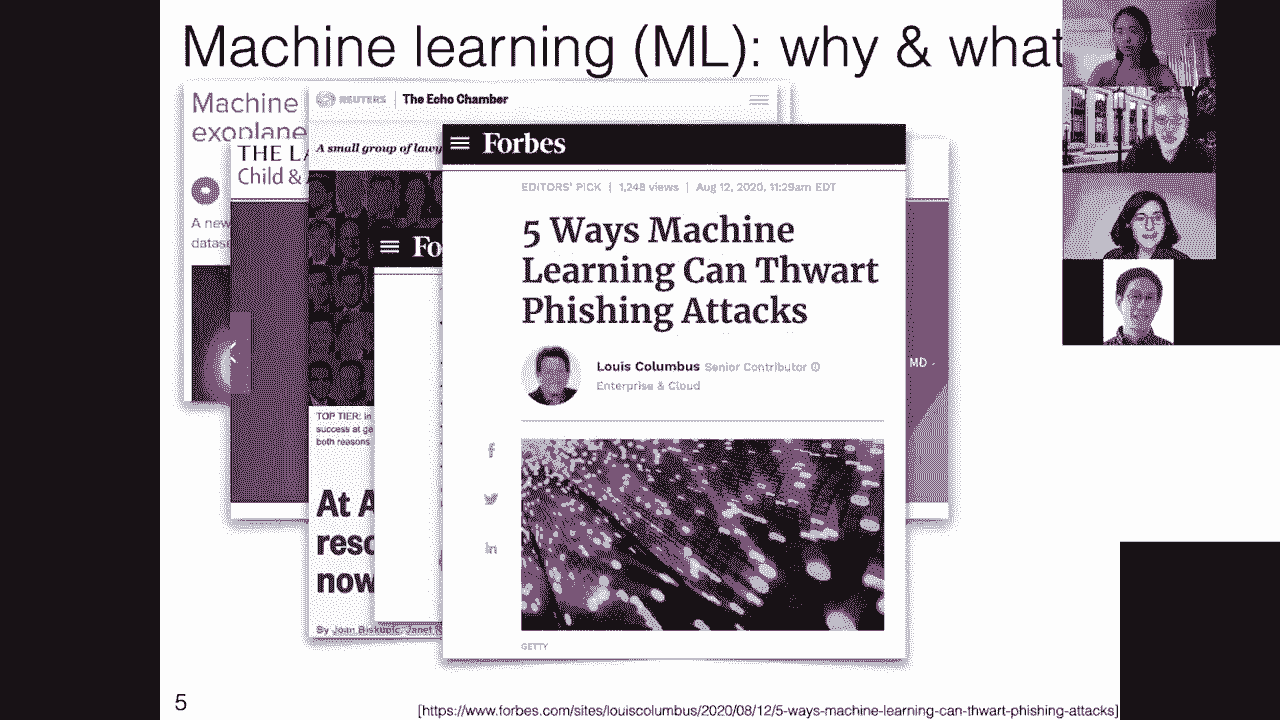 Machine learning (ML): why & what
Machine
exoplane
THE LA
Child &
A new
datase
REUTERS
The Echo Chamber
A small group of lawy
TOP TIER: In
success at ge
both reasons
At A
reso
now
By Joan Biskupic, Janet R
Fo
MD
Forbes
EDITORS' PICK | 1,248 views | Aug 12, 2020, 11:29am EDT
5 Ways Machine
Learning Can Thwart
Phishing Attacks
Louis Columbus Senior Contributor
Enterprise & Cloud
f
in
GETTY
5
[https://www.forbes.com/sites/louiscolumbus/2020/08/12/5-ways-machine-learning-can-thwart-phishing-attacks]